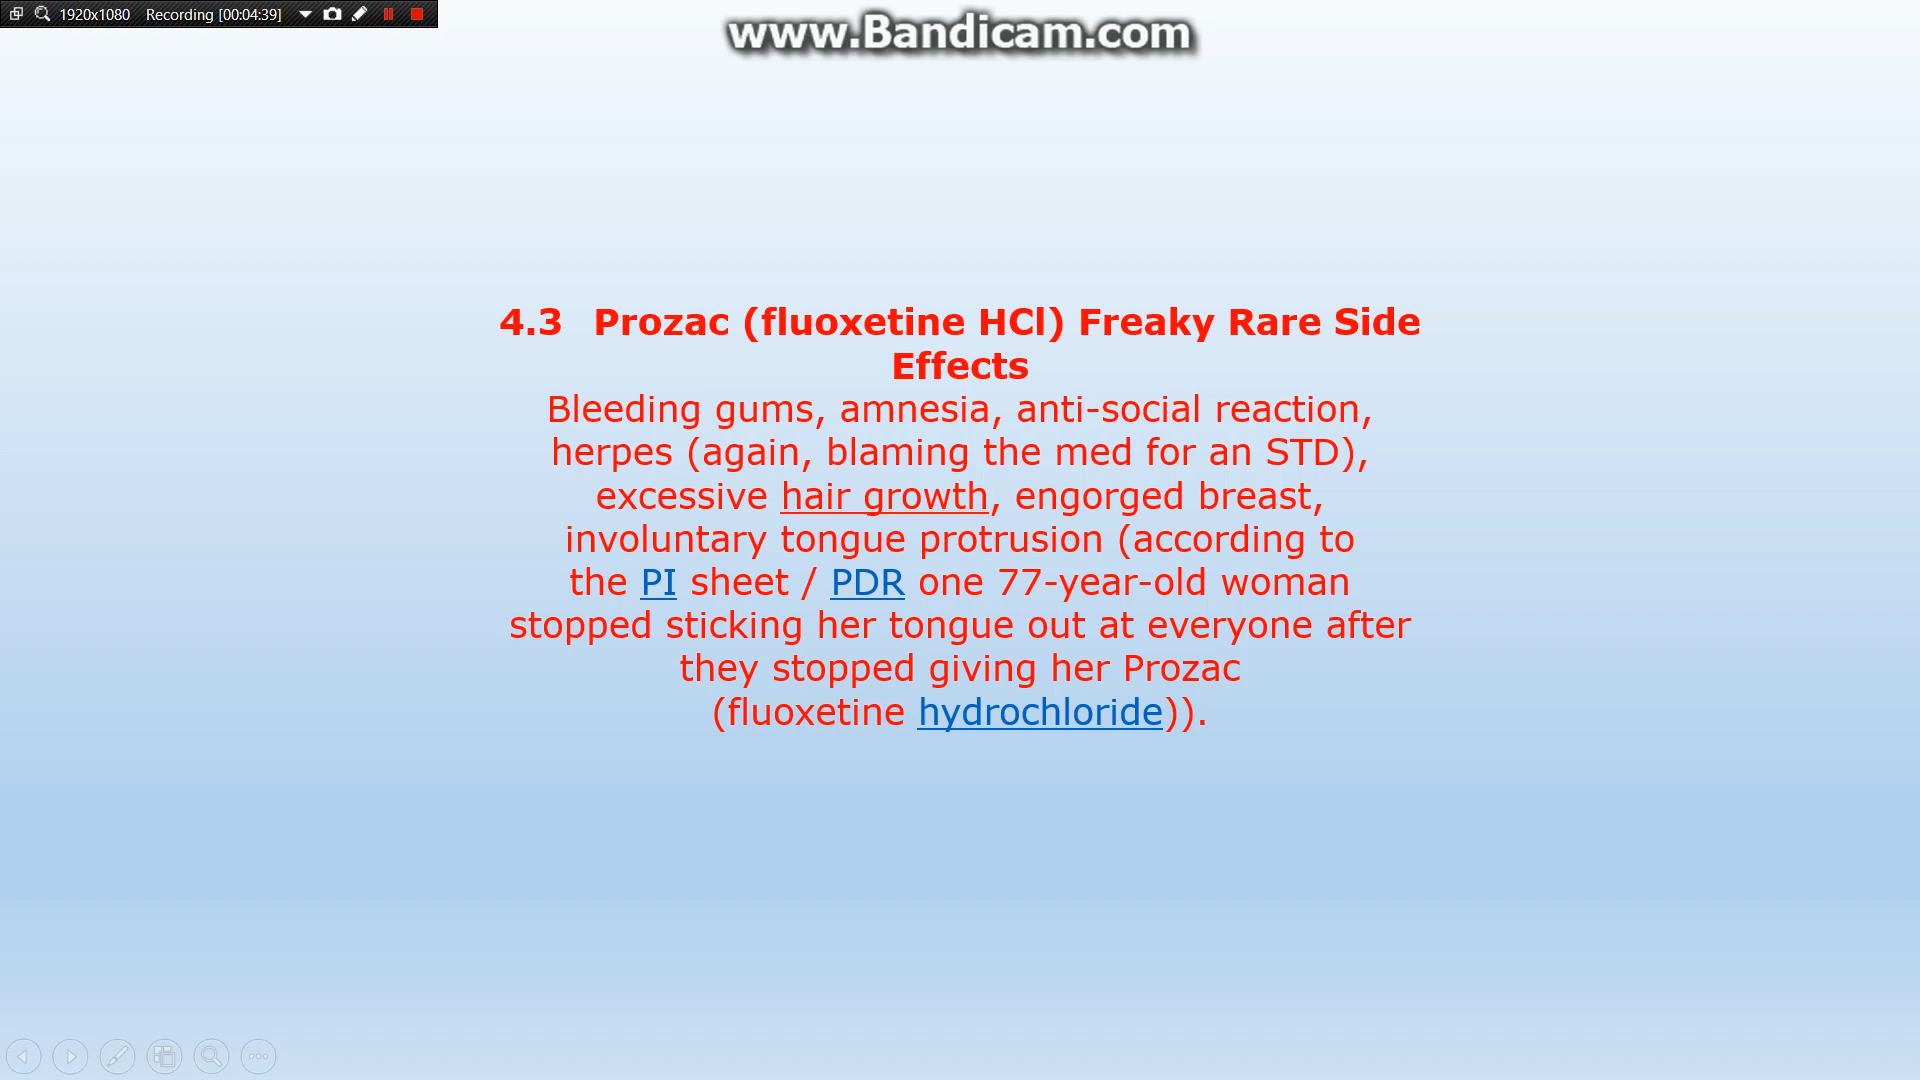 1920x1080 Recording [00:04:39]
www.Bandicam.com
4.3 Prozac (fluoxetine HCl) Freaky Rare Side
Effects
Bleeding gums, amnesia, anti-social reaction,
herpes (again, blaming the med for an STD),
excessive hair growth, engorged breast,
involuntary tongue protrusion (according to
the PI sheet / PDR one 77-year-old woman
stopped sticking her tongue out at everyone after
they stopped giving her Prozac
(fluoxetine hydrochloride)).